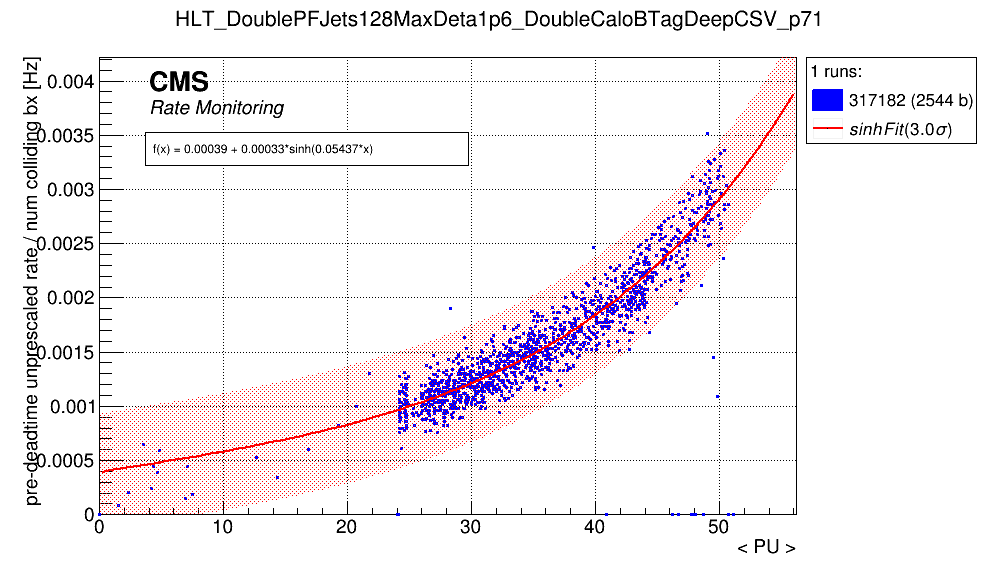 HLT_DoublePFJets128MaxDeta1p6_DoubleCaloBTagDeepCSV_p71
pre-deadtime unprescaled rate / num colliding bx [Hz]
CMS
Rate Monitoring
f(x) = 0.00039 + 0.00033*sinh(0.05437*x)
0.004
0.0035
0.003
0.0025
0.002
0.0015
0.001
0.0005
0
0 10 20 30 40 50
< PU >
1 runs:
317182 (2544 b)
sinhFit(3.0σ)